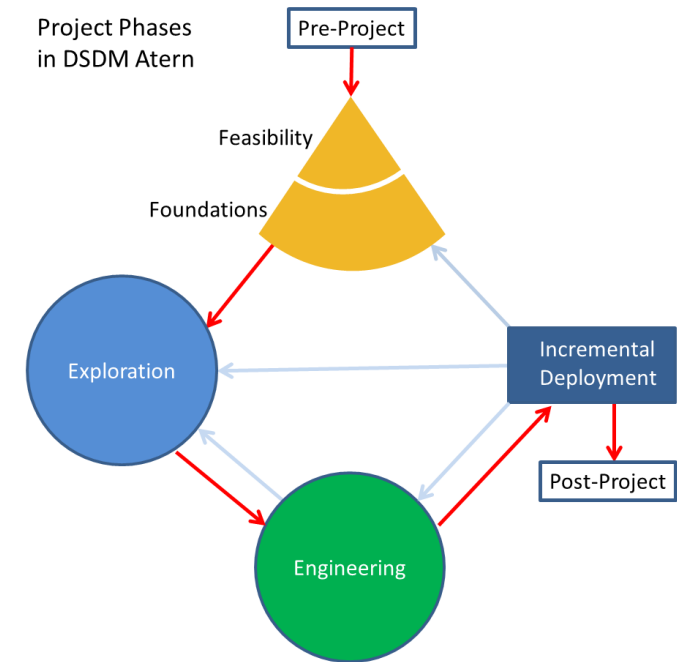 Project Phases
in DSDM Atern
Pre-Project
Feasibility
Foundations
Exploration
Incremental
Deployment
Post-Project
Engineering